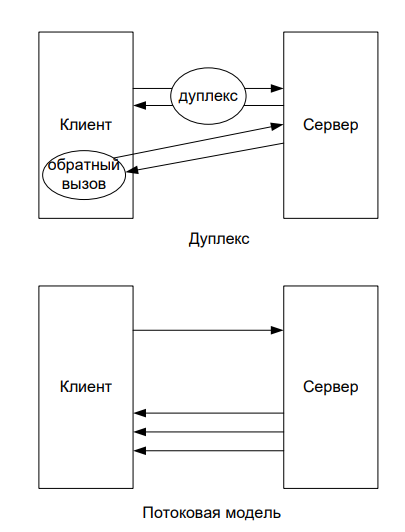 дуплекс
Клиент
Сервер
обратный
вызов
Дуплекс
Клиент
Сервер
Потоковая модель